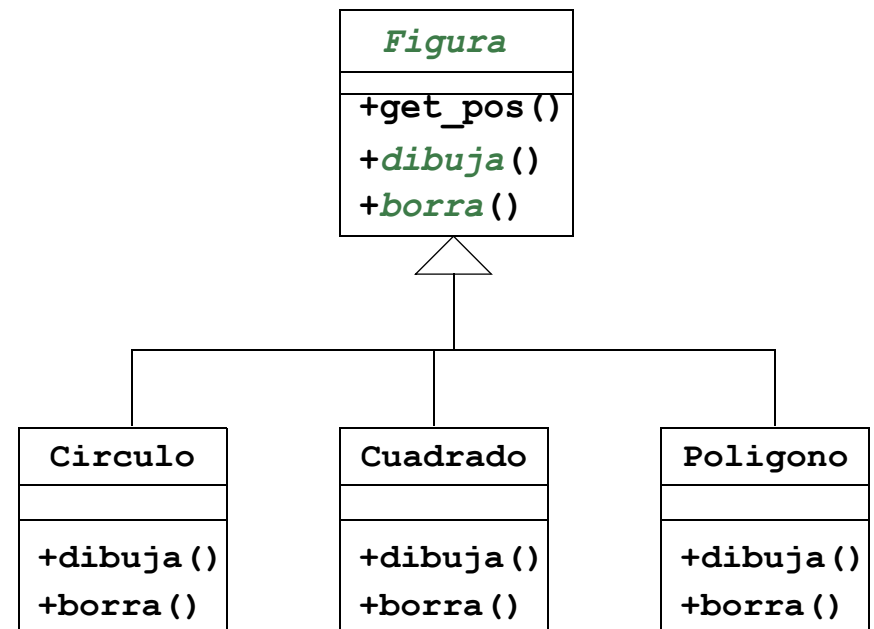 Figura
+get_pos()
+dibuja()
+borra()
Circulo
+dibuja()
+borra()
Cuadrado
+dibuja()
+borra()
Poligono
+dibuja()
+borra()